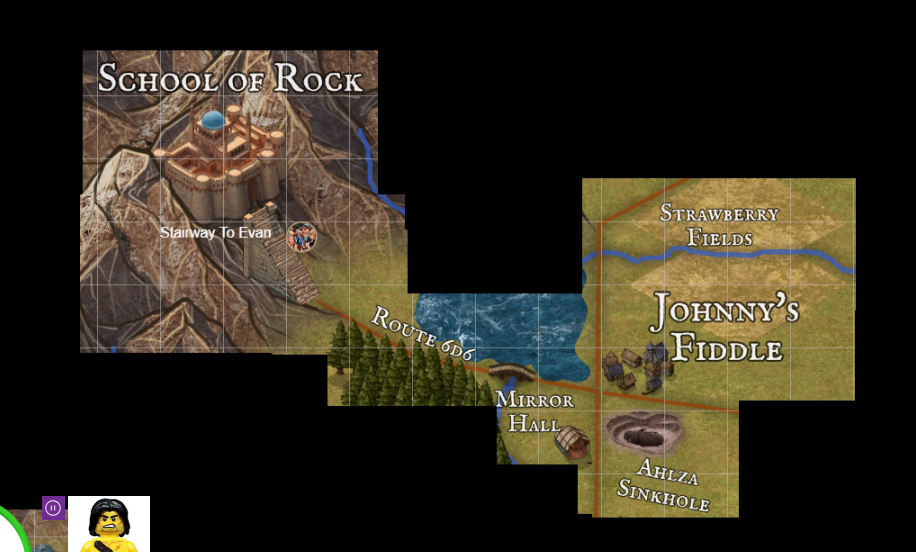 School of Rock
Stairway To Evan
Strawberry
Fields
Johnny's
Fiddle
Route 6d6
Mirror
Hall
Ahlza
Sinkhole